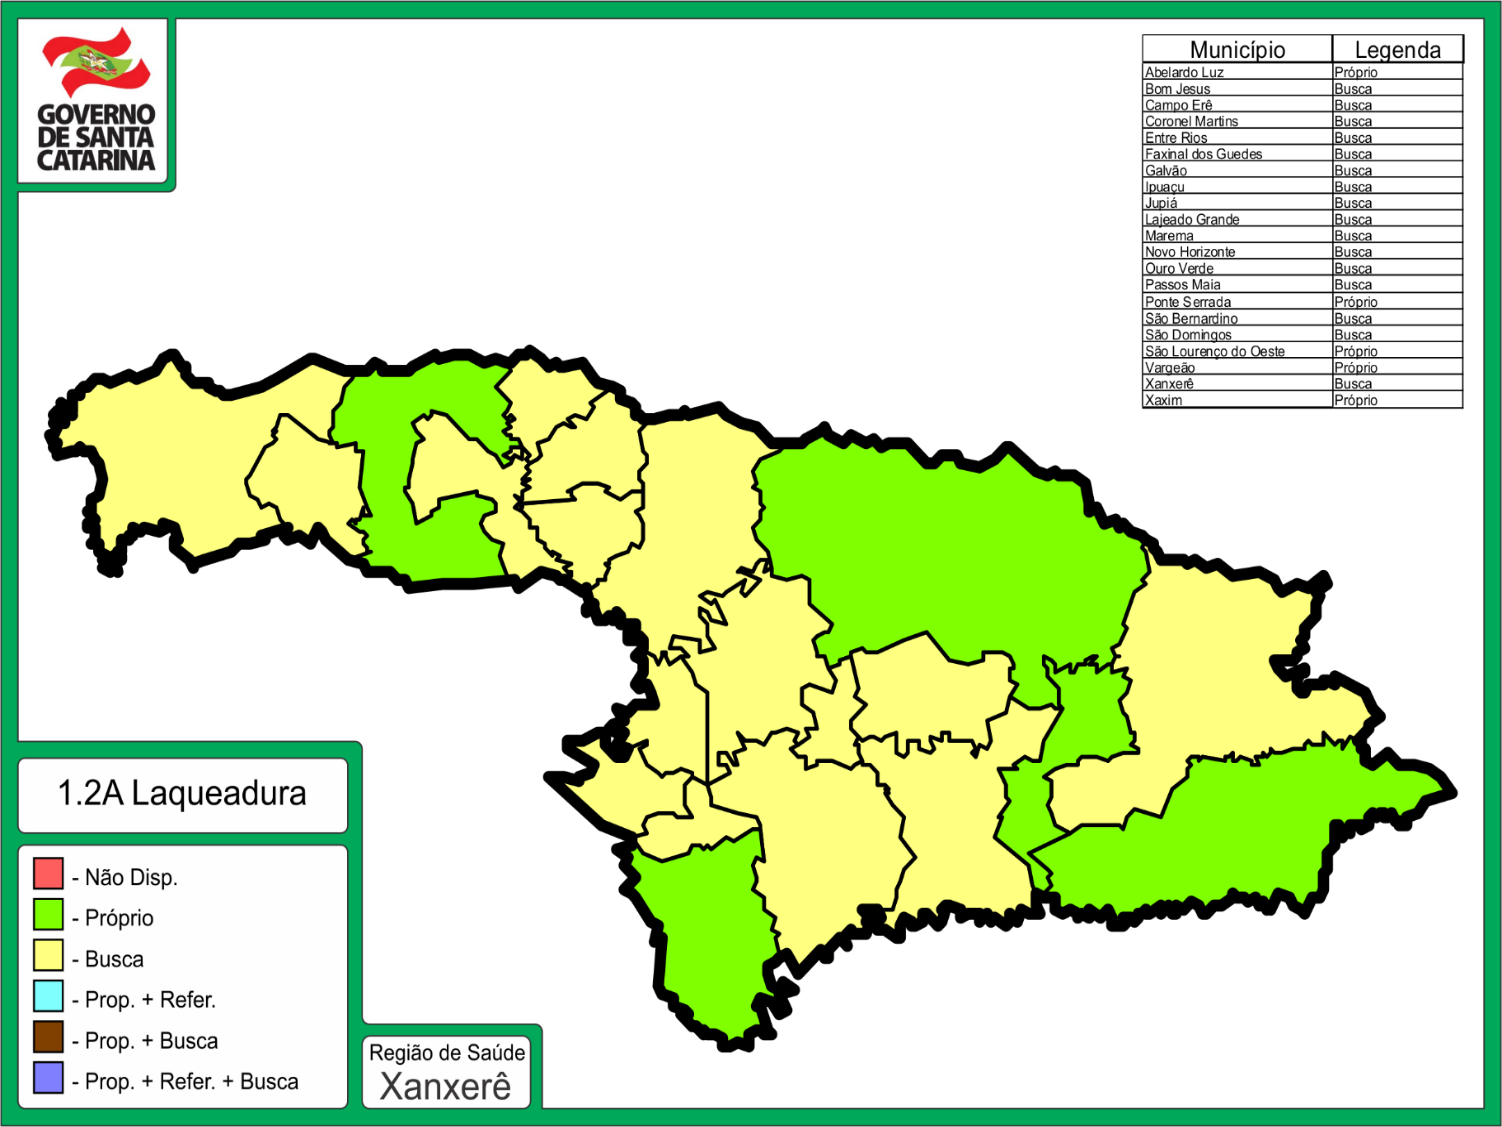 GOVERNO
DE SANTA
CATARINA
Município Legenda
Abelardo Luz Próprio
Bom Jesus Busca
Campo Erê Busca
Coronel Martins Busca
Entre Rios Busca
Faxinal dos Guedes Busca
Galvão Busca
Ipuaçu Busca
Jupiá Busca
Lajeado Grande Busca
Marema Busca
Novo Horizonte Busca
Ouro Verde Busca
Passos Maia Busca
Ponte Serrada Próprio
São Bernardino Busca
São Domingos Busca
São Lourenço do Oeste Próprio
Vargeão Próprio
Xanxerê Busca
Xaxim Próprio
1.2A Laqueadura
- Não Disp.
- Próprio
- Busca
- Prop. + Refer.
- Prop. + Busca
- Prop. + Refer. + Busca
Região de Saúde
Xanxerê